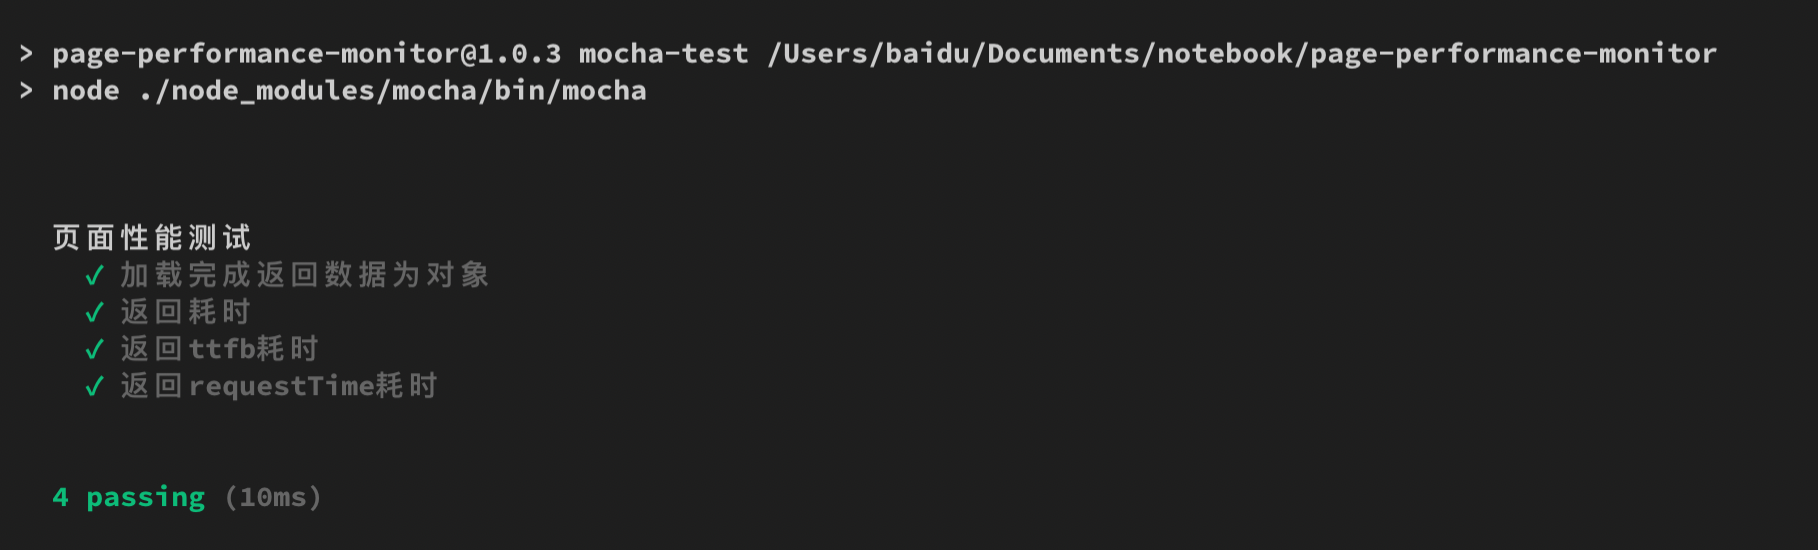 > page-performance-monitor@1.0.3 mocha-test /Users/baidu/Documents/notebook/page-performance-monitor
> node ./node_modules/mocha/bin/mocha
页面性能测试
✓ 加载完成返回数据为对象
✓ 返回耗时
✓ 返回ttfb耗时
✓ 返回requestTime耗时
4 passing (10ms)